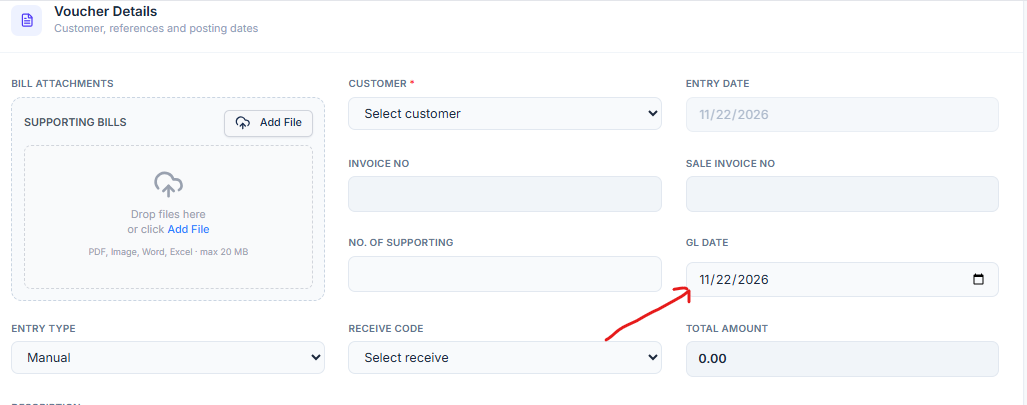 Voucher Details
Customer, references and posting dates
BILL ATTACHMENTS
SUPPORTING BILLS
Add File
Drop files here
or click Add File
PDF, Image, Word, Excel · max 20 MB
CUSTOMER *
Select customer
ENTRY DATE
11/22/2026
INVOICE NO
SALE INVOICE NO
NO. OF SUPPORTING
GL DATE
11/22/2026
ENTRY TYPE
Manual
RECEIVE CODE
Select receive
TOTAL AMOUNT
0.00